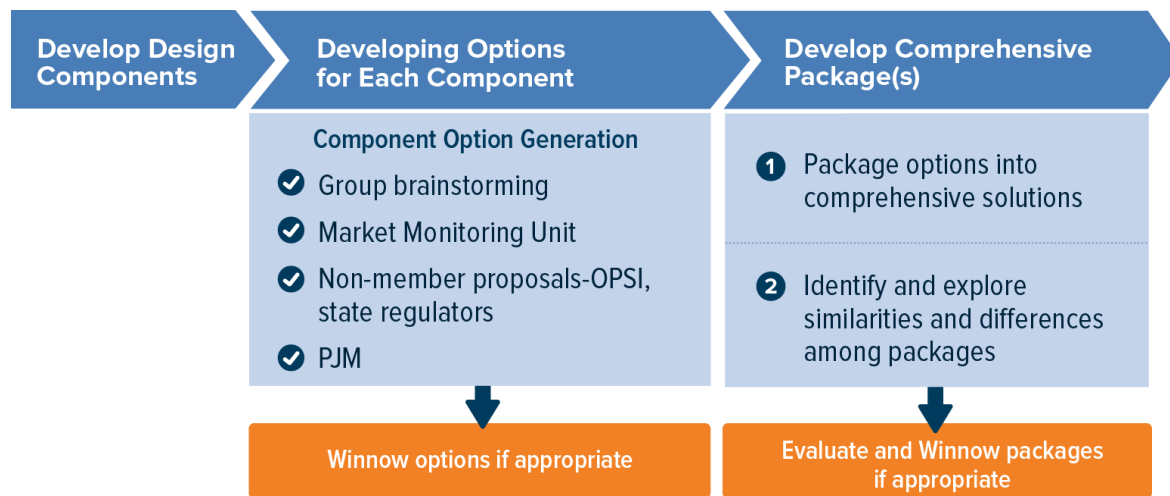 Develop Design
Components
Developing Options
for Each Component
Develop Comprehensive
Package(s)
Component Option Generation
Group brainstorming
Market Monitoring Unit
Non-member proposals-OPSI,
state regulators
PJM
Winnow options if appropriate
1 Package options into
comprehensive solutions
2 Identify and explore
similarities and differences
among packages
Evaluate and Winnow packages
if appropriate